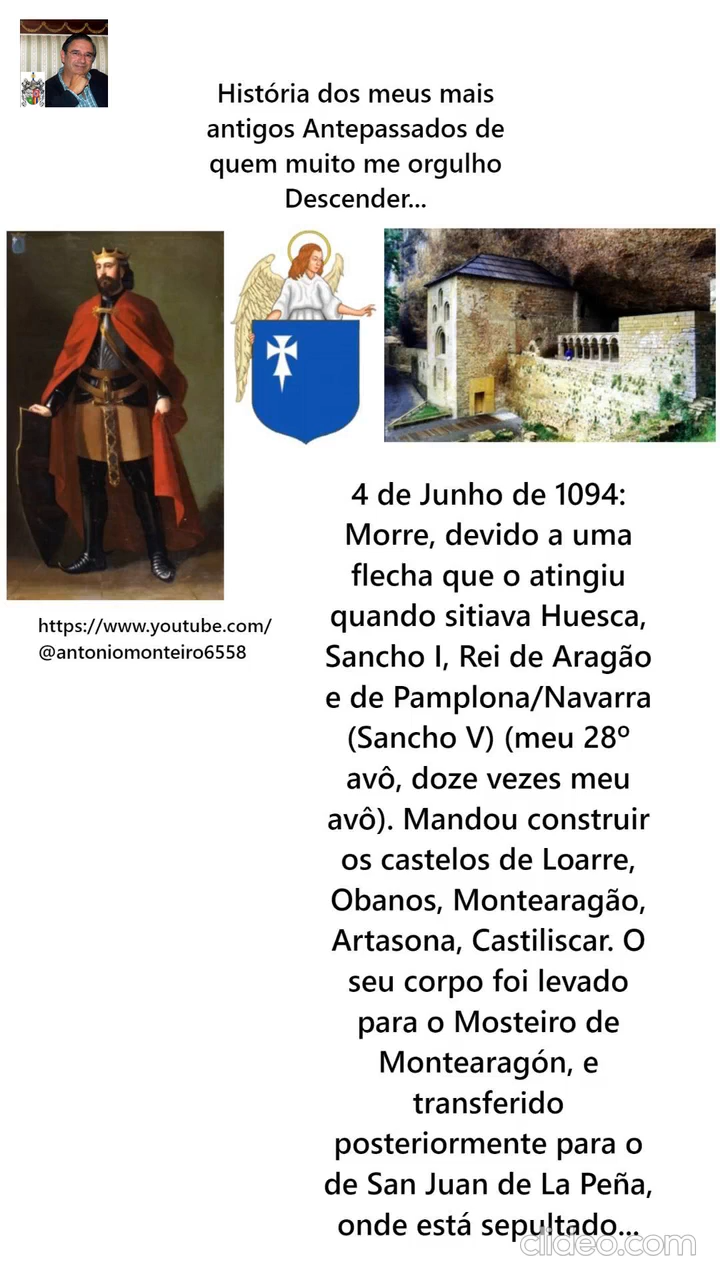 História dos meus mais
antigos Antepassados de
quem muito me orgulho
Descender...
https://www.youtube.com/
@antoniomonteiro6558
4 de Junho de 1094:
Morre, devido a uma
flecha que o atingiu
quando sitiava Huesca,
Sancho I, Rei de Aragão
e de Pamplona/Navarra
(Sancho V) (meu 28º
avô, doze vezes meu
avô). Mandou construir
os castelos de Loarre,
Obanos, Montearagão,
Artasona, Castiliscar. O
seu corpo foi levado
para o Mosteiro de
Montearagón, e
transferido
posteriormente para o
de San Juan de La Peña,
onde está sepultado...
clideo.com